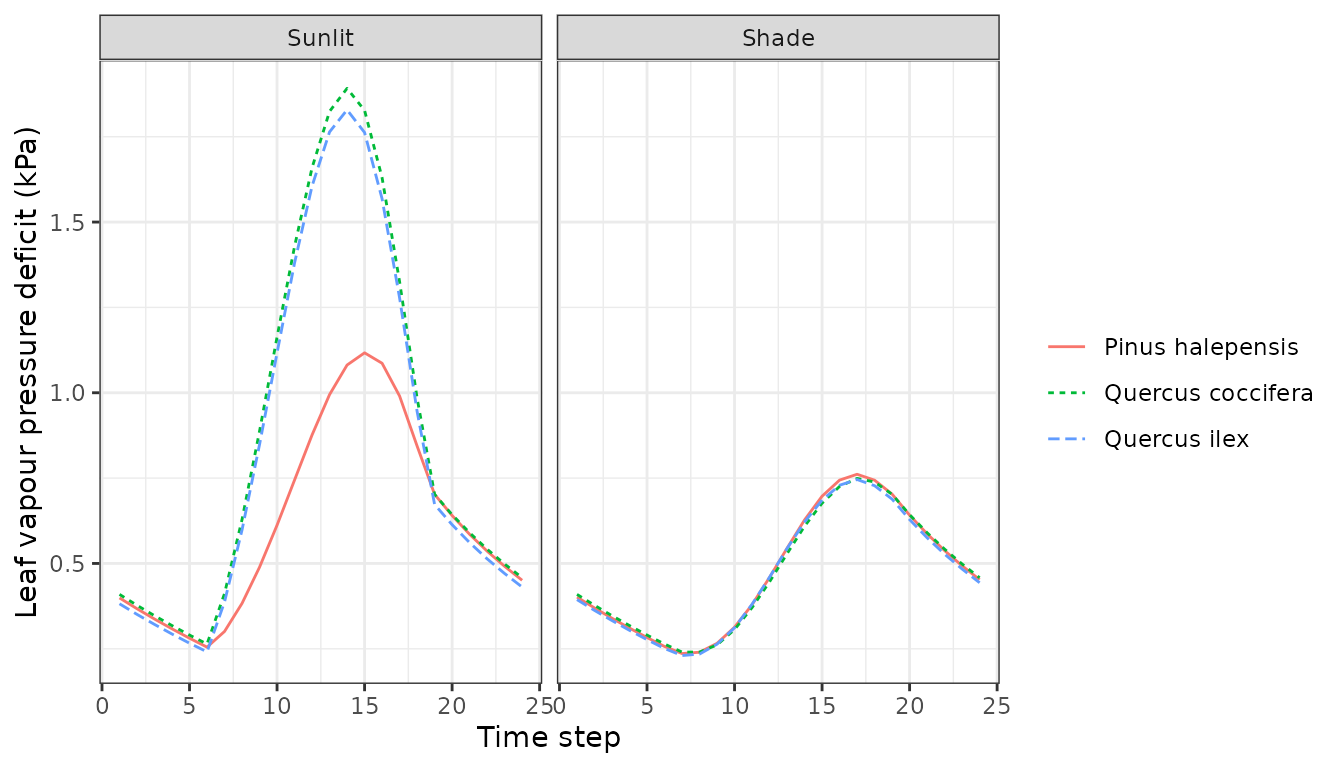 Sunlit
Shade
Leaf vapour pressure deficit (kPa)
1.5
1.0
0.5
0 5 10 15 20 25
0 5 10 15 20 25
Time step
Pinus halepensis
Quercus coccifera
Quercus ilex